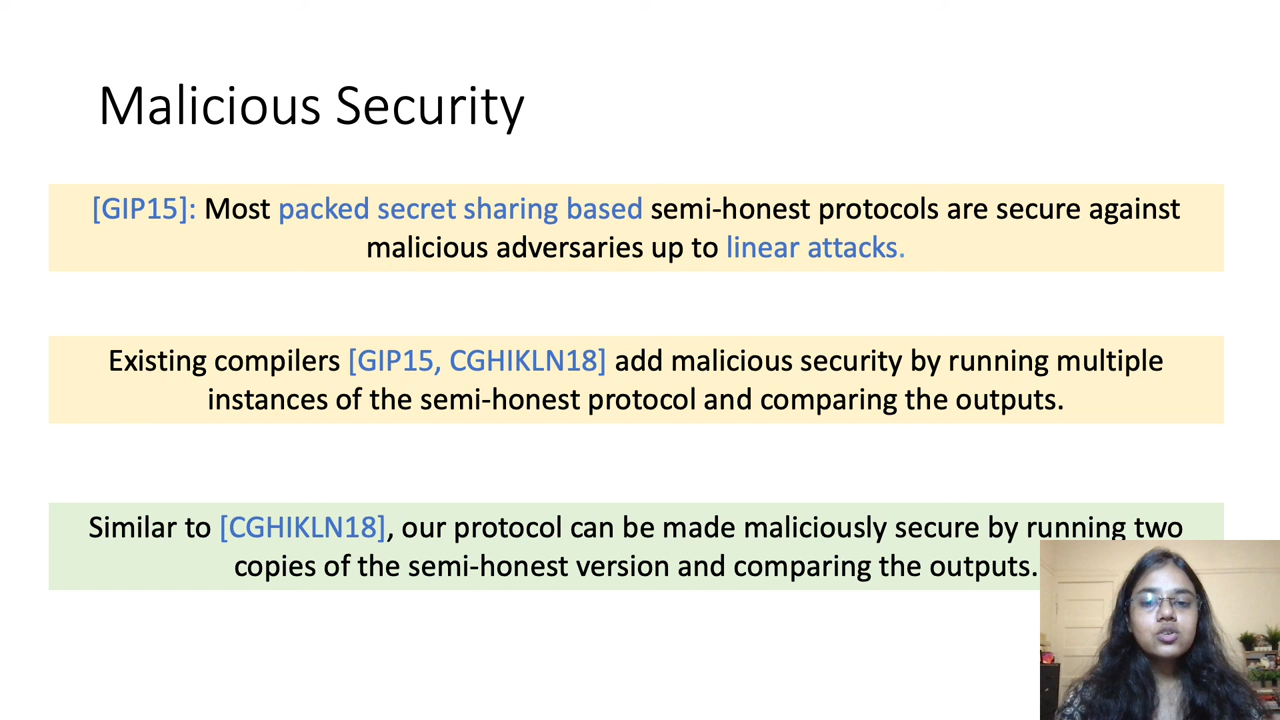 Malicious Security
[GIP15]: Most packed secret sharing based semi-honest protocols are secure against
malicious adversaries up to linear attacks.
Existing compilers [GIP15, CGHIKLN18] add malicious security by running multiple
instances of the semi-honest protocol and comparing the outputs.
Similar to [CGHIKLN18], our protocol can be made maliciously secure by running two
copies of the semi-honest version and comparing the outputs.